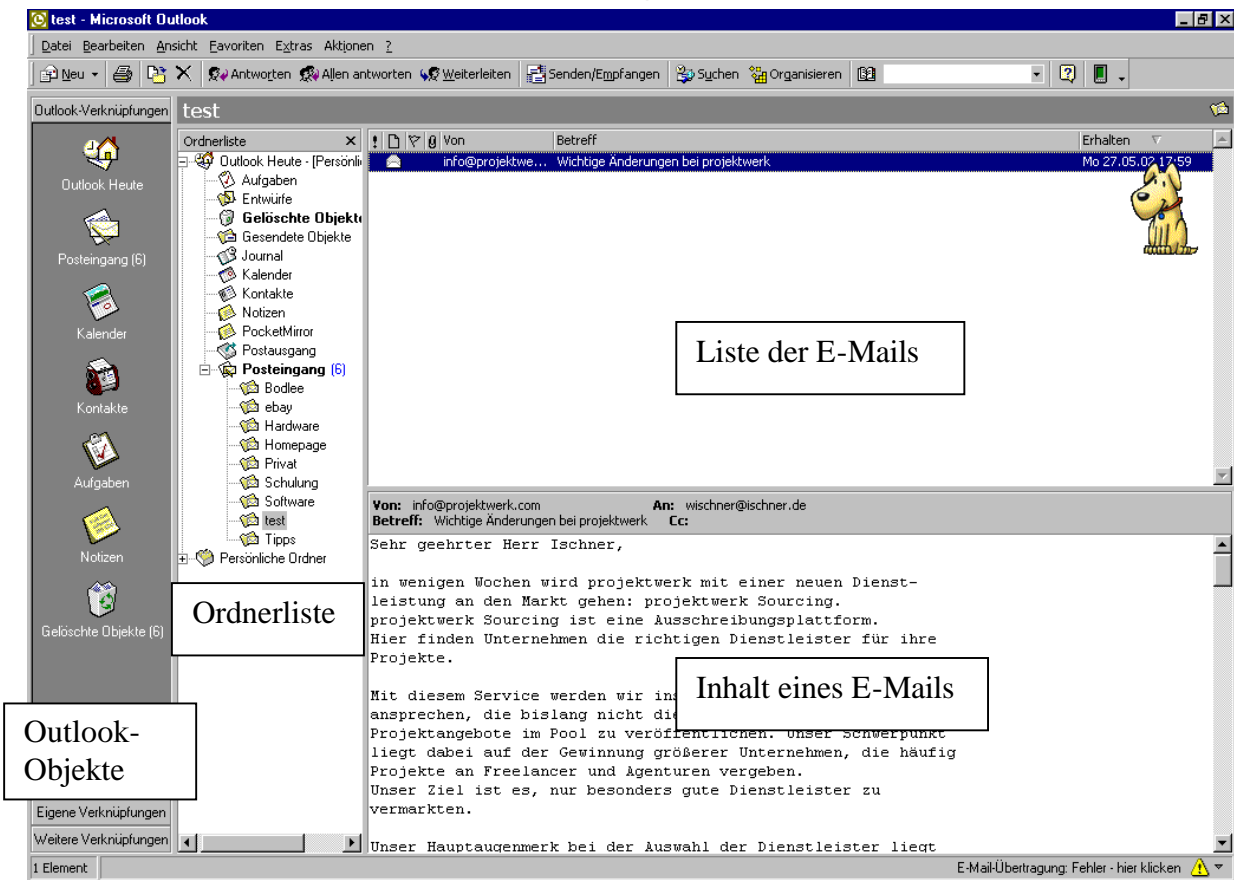 test - Microsoft Outlook
Datei Bearbeiten Ansicht Favoriten Extras Aktionen ?
Neu Antworten Allen antworten Weiterleiten Senden/Empfangen Suchen Organisieren
Outlook-Verknüpfungen
test
Outlook Heute
Posteingang (6)
Kalender
Kontakte
Aufgaben
Notizen
Gelöschte Objekte (6)
Outlook-
Objekte
Eigene Verknüpfungen
Weitere Verknüpfungen
Ordnerliste
Outlook Heute - [Persönli
Aufgaben
Entwürfe
Gelöschte Objekte
Gesendete Objekte
Journal
Kalender
Kontakte
Notizen
PocketMirror
Postausgang
Posteingang (6)
Bodlee
ebay
Hardware
Homepage
Privat
Schulung
Software
test
Tipps
Persönliche Ordner
Ordnerliste
Von Betreff Erhalten
info@projektwe... Wichtige Änderungen bei projektwerk Mo 27.05.02 17:59
Liste der E-Mails
Von: info@projektwerk.com An: wischner@ischner.de
Betreff: Wichtige Änderungen bei projektwerk Cc:
Sehr geehrter Herr Ischner,
in wenigen Wochen wird projektwerk mit einer neuen Dienst-
leistung an den Markt gehen: projektwerk Sourcing.
projektwerk Sourcing ist eine Ausschreibungsplattform.
Hier finden Unternehmen die richtigen Dienstleister für ihre
Projekte.
Inhalt eines E-Mails
Mit diesem Service werden wir
ansprechen, die bislang nicht
Projektangebote im Pool zu veröffentlichen. Unser Schwerpunkt
liegt dabei auf der Gewinnung größerer Unternehmen, die häufig
Projekte an Freelancer und Agenturen vergeben.
Unser Ziel ist es, nur besonders gute Dienstleister zu
vermarkten.
Unser Hauptaugenmerk bei der Auswahl der Dienstleister liegt
1 Element
E-Mail-Übertragung: Fehler - hier klicken